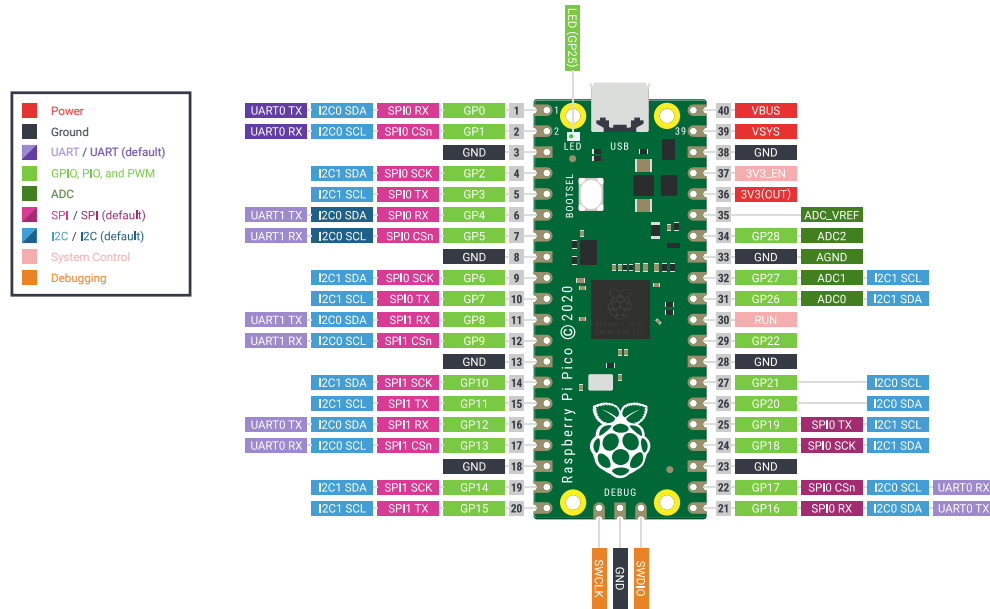 LED (GP25)
Power
Ground
UART / UART (default)
GPIO, PIO, and PWM
ADC
SPI / SPI (default)
I2C / I2C (default)
System Control
Debugging
UART0 TX I2C0 SDA SPI0 RX GP0 1 1 40 VBUS
UART0 RX I2C0 SCL SPI0 CSn GP1 2 2 39 39 VSYS
LED USB
GND 3 38 GND
I2C1 SDA SPI0 SCK GP2 4 37 3V3_EN
I2C1 SCL SPI0 TX GP3 5 36 3V3(OUT)
BOOTSEL
UART1 TX I2C0 SDA SPI0 RX GP4 6 35 ADC_VREF
UART1 RX I2C0 SCL SPI0 CSn GP5 7 34 GP28 ADC2
GND 8 33 GND AGND
I2C1 SDA SPI0 SCK GP6 9 32 GP27 ADC1 I2C1 SCL
I2C1 SCL SPI0 TX GP7 10 31 GP26 ADC0 I2C1 SDA
UART1 TX I2C0 SDA SPI1 RX GP8 11 30 RUN
UART1 RX I2C0 SCL SPI1 CSn GP9 12 29 GP22
GND 13 28 GND
Raspberry Pi Pico © 2020
I2C1 SDA SPI1 SCK GP10 14 27 GP21 I2C0 SCL
I2C1 SCL SPI1 TX GP11 15 26 GP20 I2C0 SDA
UART0 TX I2C0 SDA SPI1 RX GP12 16 25 GP19 SPI0 TX I2C1 SCL
UART0 RX I2C0 SCL SPI1 CSn GP13 17 24 GP18 SPI0 SCK I2C1 SDA
GND 18 23 GND
I2C1 SDA SPI1 SCK GP14 19 22 GP17 SPI0 CSn I2C0 SCL UART0 RX
DEBUG
I2C1 SCL SPI1 TX GP15 20 21 GP16 SPI0 RX I2C0 SDA UART0 TX
SWCLK
GND
SWDIO